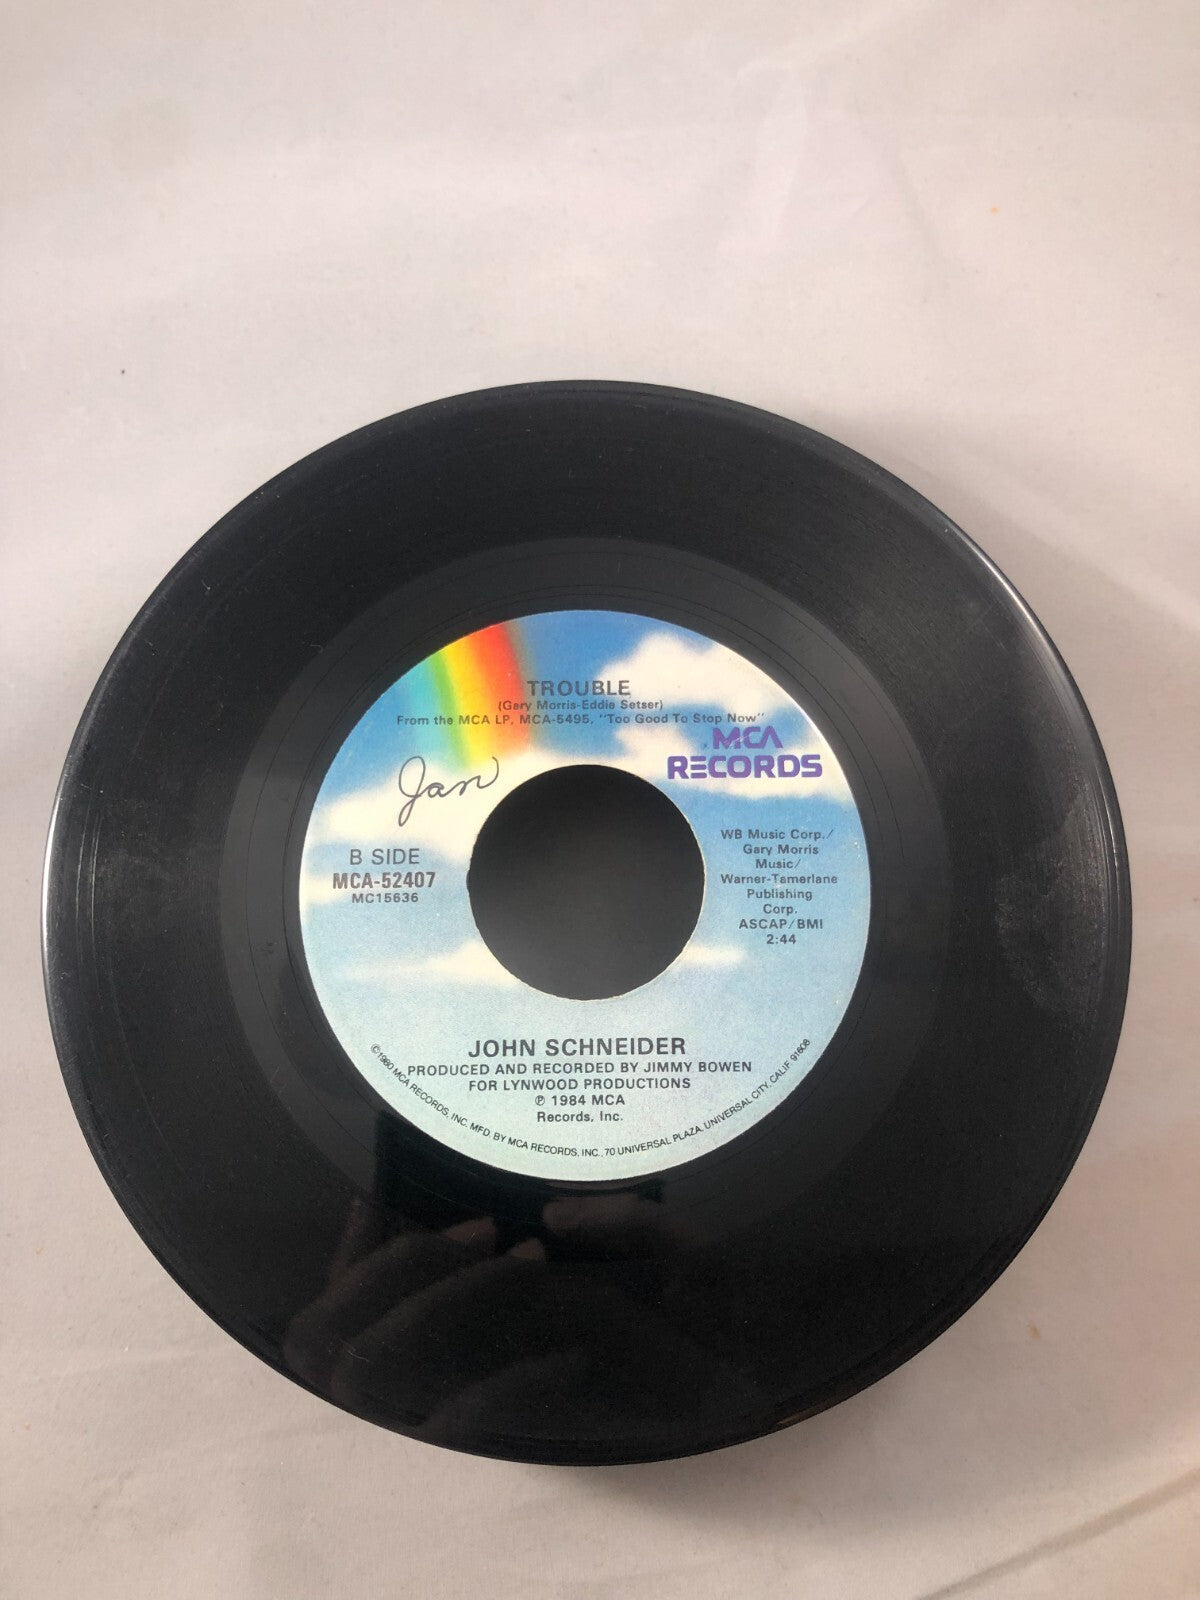 TROUBLE
(Gary Morris-Eddie Setser)
From the MCA LP, MCA-5495, "Too Good To Stop Now"
MCA
RECORDS
Jan
B SIDE
MCA-52407
MC15636
WB Music Corp./
Gary Morris
Music/
Warner-Tamerlane
Publishing
Corp.
ASCAP/BMI
2:44
JOHN SCHNEIDER
PRODUCED AND RECORDED BY JIMMY BOWEN
FOR LYNWOOD PRODUCTIONS
℗ 1984 MCA
Records, Inc.
©1980 MCA RECORDS, INC. MFD. BY MCA RECORDS, INC., 70 UNIVERSAL PLAZA, UNIVERSAL CITY, CALIF. 91608